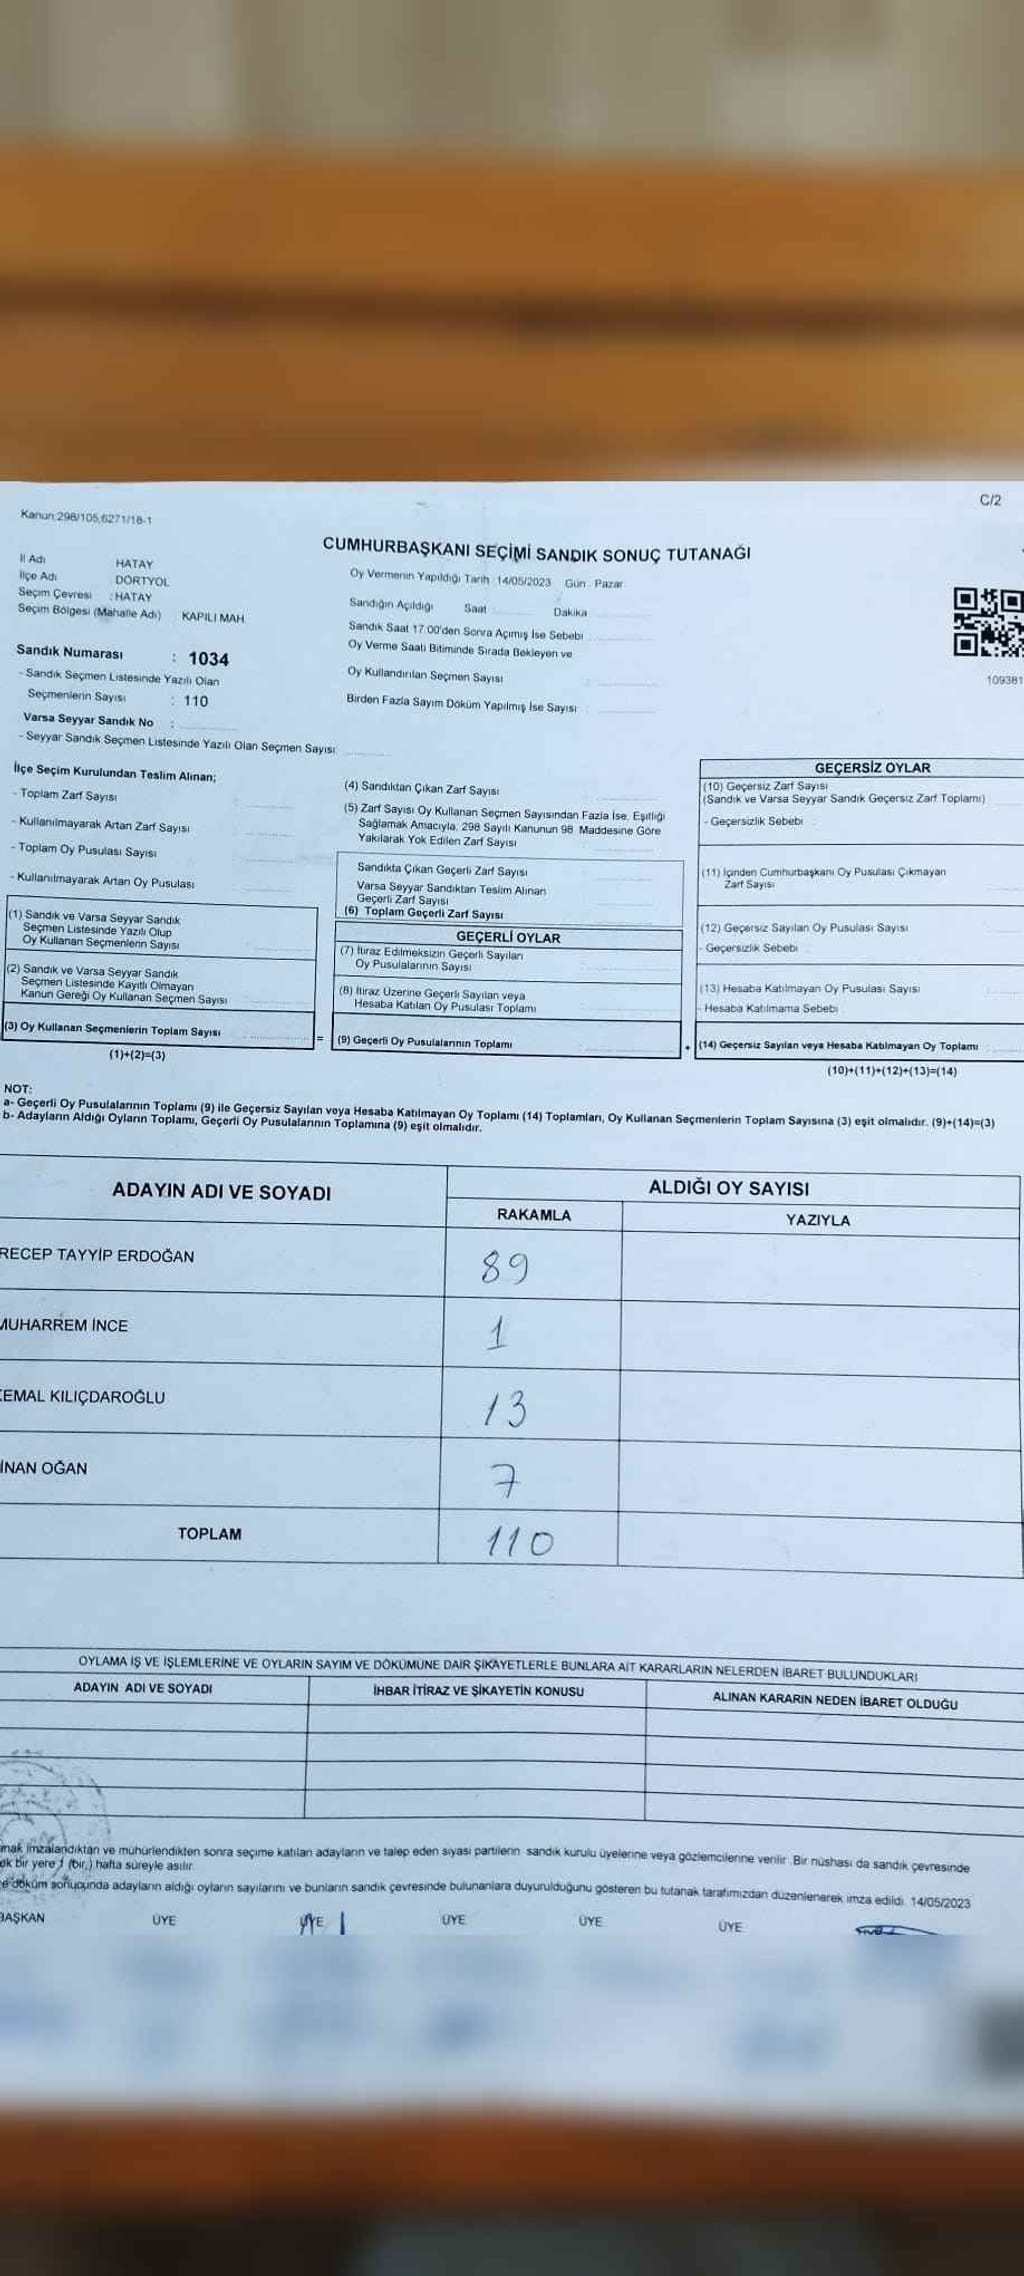 C/2
Kanun:298/105,6271/18-1
CUMHURBAŞKANI SEÇİMİ SANDIK SONUÇ TUTANAĞI
İl Adı HATAY
İlçe Adı DÖRTYOL
Seçim Çevresi : HATAY
Seçim Bölgesi (Mahalle Adı) KAPILI MAH.
Oy Vermenin Yapıldığı Tarih : 14/05/2023 Gün : Pazar
Sandığın Açıldığı Saat Dakika
Sandık Saat 17.00'den Sonra Açımış İse Sebebi
Oy Verme Saati Bitiminde Sırada Bekleyen ve
Oy Kullandırılan Seçmen Sayısı
Birden Fazla Sayım Döküm Yapılmış İse Sayısı
109381
Sandık Numarası : 1034
- Sandık Seçmen Listesinde Yazılı Olan
Seçmenlerin Sayısı : 110
Varsa Seyyar Sandık No :
- Seyyar Sandık Seçmen Listesinde Yazılı Olan Seçmen Sayısı:
İlçe Seçim Kurulundan Teslim Alınan;
- Toplam Zarf Sayısı :
- Kullanılmayarak Artan Zarf Sayısı
- Toplam Oy Pusulası Sayısı
- Kullanılmayarak Artan Oy Pusulası
(1) Sandık ve Varsa Seyyar Sandık
Seçmen Listesinde Yazılı Olup
Oy Kullanan Seçmenlerin Sayısı
(2) Sandık ve Varsa Seyyar Sandık
Seçmen Listesinde Kayıtlı Olmayan
Kanun Gereği Oy Kullanan Seçmen Sayısı
(3) Oy Kullanan Seçmenlerin Toplam Sayısı
(1)+(2)=(3)
=
(4) Sandıktan Çıkan Zarf Sayısı
(5) Zarf Sayısı Oy Kullanan Seçmen Sayısından Fazla İse, Eşitliği
Sağlamak Amacıyla, 298 Sayılı Kanunun 98. Maddesine Göre
Yakılarak Yok Edilen Zarf Sayısı
Sandıkta Çıkan Geçerli Zarf Sayısı
Varsa Seyyar Sandıktan Teslim Alınan
Geçerli Zarf Sayısı
(6) Toplam Geçerli Zarf Sayısı
GEÇERLİ OYLAR
(7) İtiraz Edilmeksizin Geçerli Sayılan
Oy Pusulalarının Sayısı
(8) İtiraz Üzerine Geçerli Sayılan veya
Hesaba Katılan Oy Pusulası Toplamı
(9) Geçerli Oy Pusulalarının Toplamı
+
GEÇERSİZ OYLAR
(10) Geçersiz Zarf Sayısı
(Sandık ve Varsa Seyyar Sandık Geçersiz Zarf Toplamı)
- Geçersizlik Sebebi :
(11) İçinden Cumhurbaşkanı Oy Pusulası Çıkmayan
Zarf Sayısı
(12) Geçersiz Sayılan Oy Pusulası Sayısı
- Geçersizlik Sebebi :
(13) Hesaba Katılmayan Oy Pusulası Sayısı
- Hesaba Katılmama Sebebi
(14) Geçersiz Sayılan veya Hesaba Katılmayan Oy Toplamı :
(10)+(11)+(12)+(13)=(14)
NOT:
a- Geçerli Oy Pusulalarının Toplamı (9) ile Geçersiz Sayılan veya Hesaba Katılmayan Oy Toplamı (14) Toplamları, Oy Kullanan Seçmenlerin Toplam Sayısına (3) eşit olmalıdır. (9)+(14)=(3)
b- Adayların Aldığı Oyların Toplamı, Geçerli Oy Pusulalarının Toplamına (9) eşit olmalıdır.
ADAYIN ADI VE SOYADI ALDIĞI OY SAYISI
RAKAMLA YAZIYLA
RECEP TAYYİP ERDOĞAN 89
MUHARREM İNCE 1
EMAL KILIÇDAROĞLU 13
İNAN OĞAN 7
TOPLAM 110
OYLAMA İŞ VE İŞLEMLERİNE VE OYLARIN SAYIM VE DÖKÜMÜNE DAİR ŞİKAYETLERLE BUNLARA AİT KARARLARIN NELERDEN İBARET BULUNDUKLARI
ADAYIN ADI VE SOYADI İHBAR İTİRAZ VE ŞİKAYETİN KONUSU ALINAN KARARIN NEDEN İBARET OLDUĞU
mak İmzalandıktan ve mühürlendikten sonra seçime katılan adayların ve talep eden siyasi partilerin sandık kurulu üyelerine veya gözlemcilerine verilir. Bir nüshası da sandık çevresinde
ek bir yere 1 (bir,) hafta süreyle asılır.
e döküm sonucunda adayların aldığı oyların sayılarını ve bunların sandık çevresinde bulunanlara duyurulduğunu gösteren bu tutanak tarafımızdan düzenlenerek imza edildi. 14/05/2023
BAŞKAN ÜYE ÜYE ÜYE ÜYE ÜYE